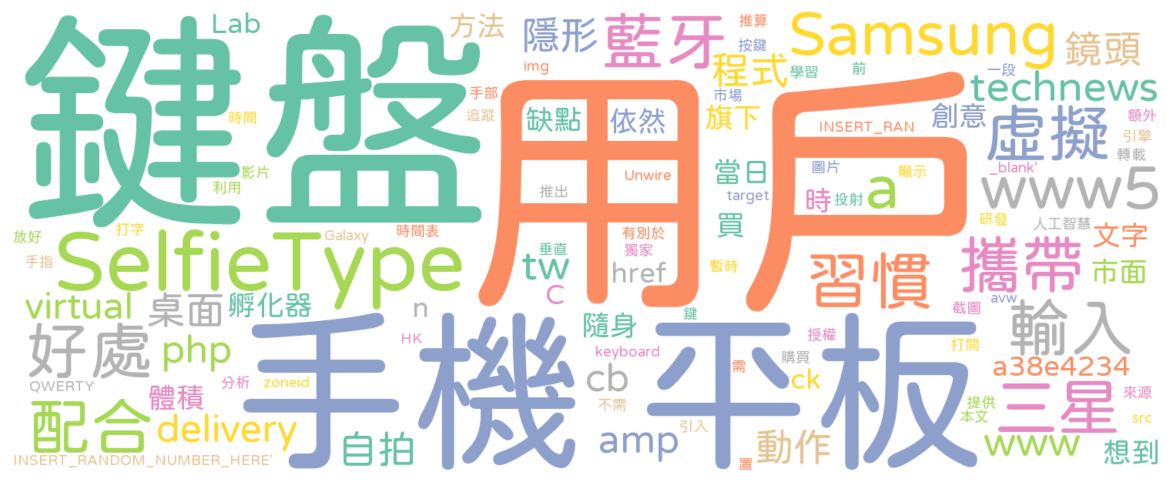 Lab
方法
隱形
藍牙
推算
Samsung
鏡頭
鍵盤
img
按鍵
程式
學習
前
一段
technews
手部
市場
用戶
時間
追蹤
缺點
依然
旗下
INSERT_RAN
創意
虛擬
額外
引擎
轉載
影片
利用
Unwire
當日
圖片
顯示
_blank'
推出
target
時
投射
a
www5
打字
Galaxy
時間表
有別於
買
研發
人工智慧
放好
SelfieType
垂直
獨家
文字
手指
tw
href
暫時
習慣
攜帶
市面
C
virtual
桌面
孵化器
n
隨身
鍵
avw
截圖
輸入
好處
php
手機
HK
平板
授權
打開
keyboard
購買
QWERTY
體積
分析
zoneid
cb
需
ck
a38e4234
三星
來源
配合
delivery
不需
提供
本文
src
自拍
amp
引入
動作
www
想到
INSERT_RANDOM_NUMBER_HERE'
置